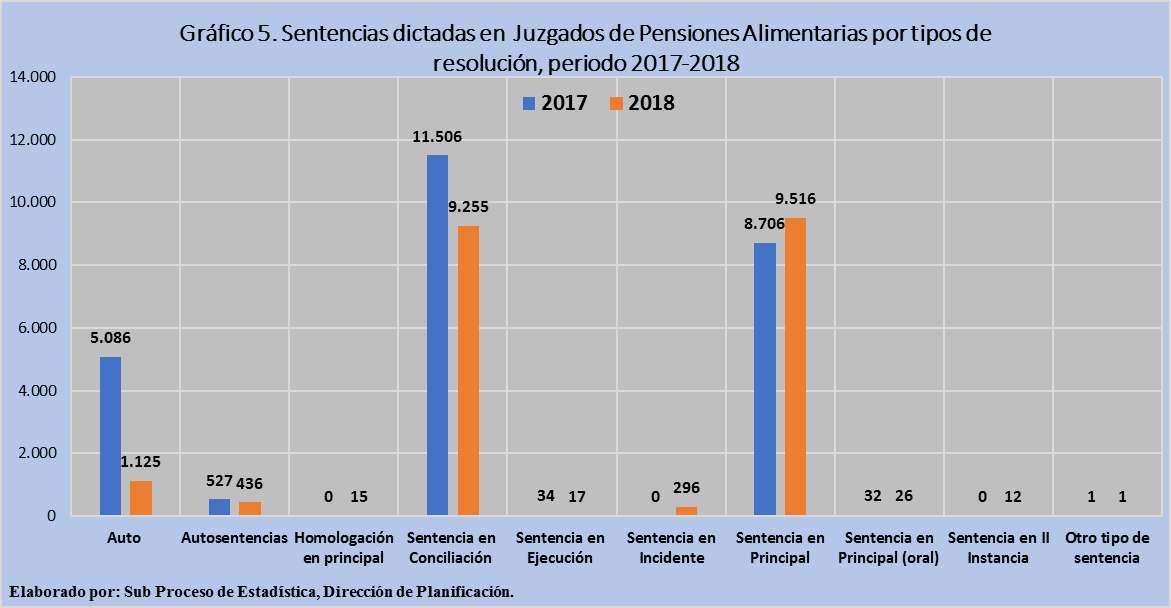 Gráfico 5. Sentencias dictadas en Juzgados de Pensiones Alimentarias por tipos de
resolución, periodo 2017-2018
14.000
12.000
10.000
8.000
6.000
4.000
2.000
0
2017 2018
5.086
1.125
527 436
0 15
11.506
9.255
34 17
0 296
8.706
9.516
32 26
0 12
1 1
Auto
Autosentencias
Homologación
en principal
Sentencia en
Conciliación
Sentencia en
Ejecución
Sentencia en
Incidente
Sentencia en
Principal
Sentencia en
Principal (oral)
Sentencia en II
Instancia
Otro tipo de
sentencia
Elaborado por: Sub Proceso de Estadística, Dirección de Planificación.